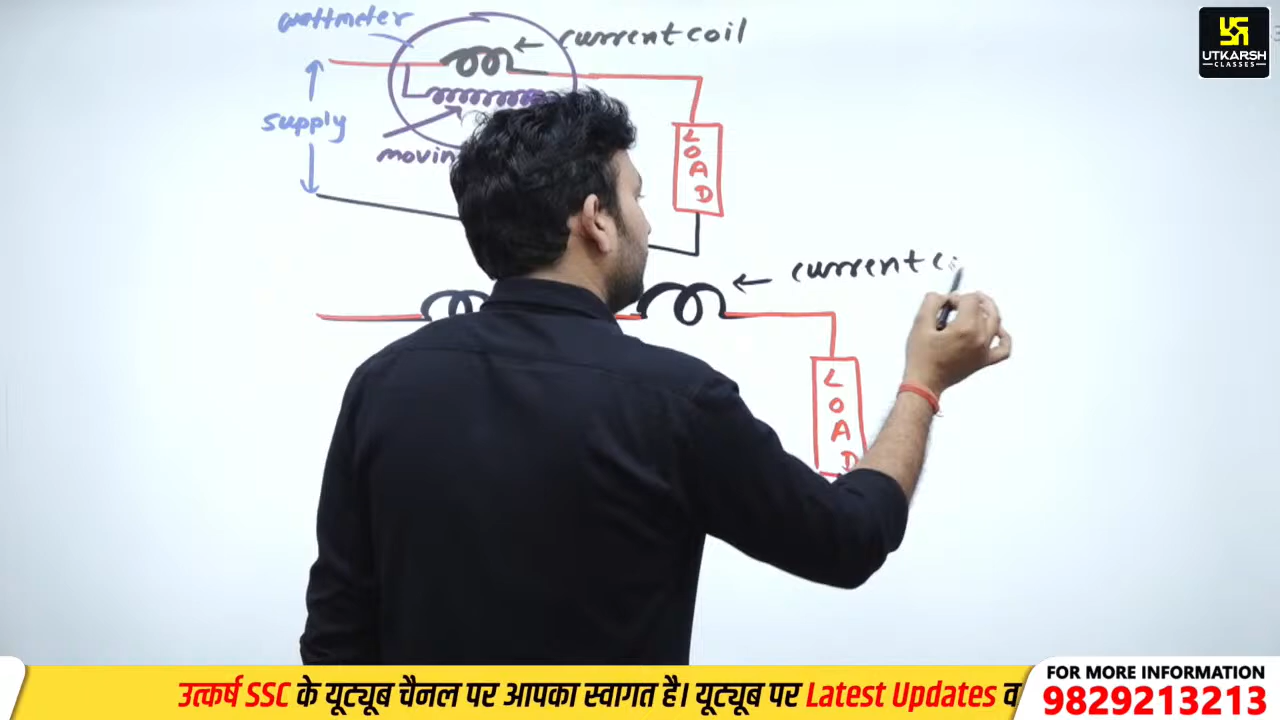 wattmeter
current coil
UTKARSH
CLASSES
supply
movin
LOAD
current c
LOAD
उत्कर्ष SSC के यूट्यूब चैनल पर आपका स्वागत है। यूट्यूब पर Latest Updates
FOR MORE INFORMATION
9829213213